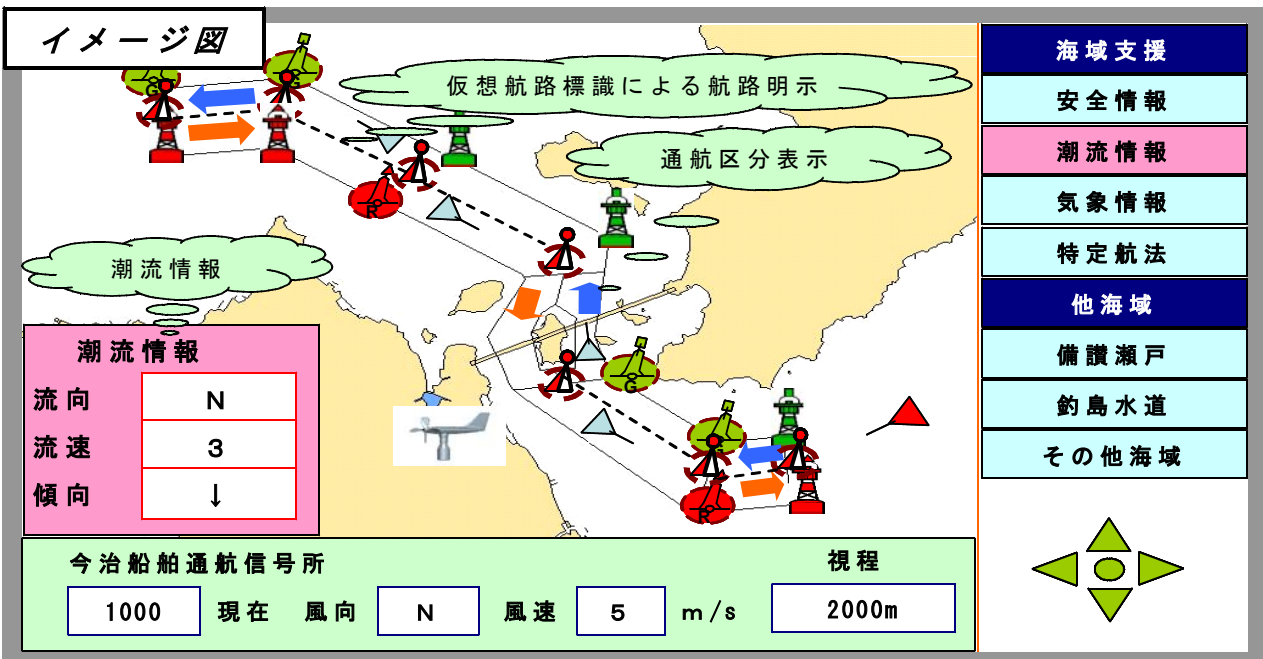 イメージ図
仮想航路標識による航路明示
通航区分表示
潮流情報
G
G
R
G
G
R
潮流情報
流向 N
流速 3
傾向 ↓
今治船舶通航信号所
視程
1000 現在 風向 N 風速 5 m/s 2000m
海域支援
安全情報
潮流情報
気象情報
特定航法
他海域
備讃瀬戸
釣島水道
その他海域